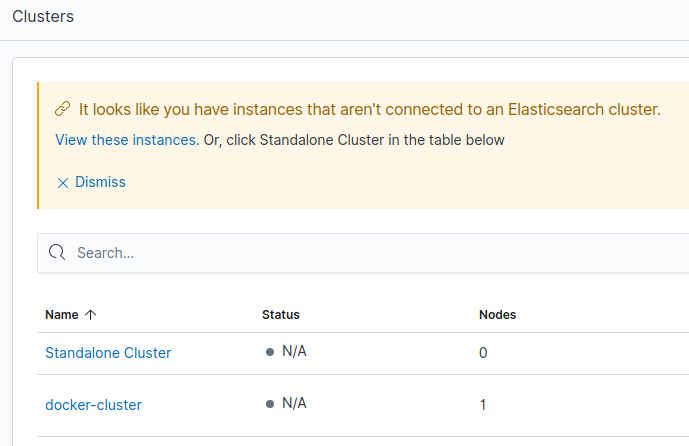 Clusters
It looks like you have instances that aren't connected to an Elasticsearch cluster.
View these instances. Or, click Standalone Cluster in the table below
Dismiss
Search...
Name Status Nodes
Standalone Cluster N/A 0
docker-cluster N/A 1